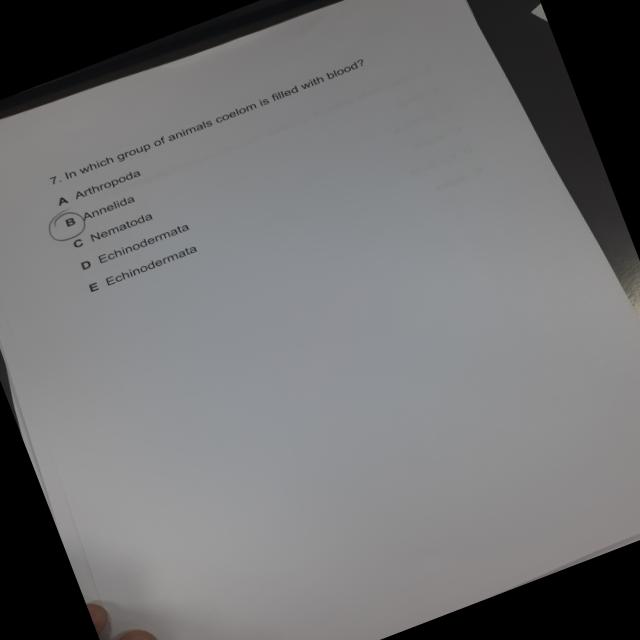 7. In which group of animals coelom is filled with blood?
A Arthropoda
B Annelida
C Nematoda
D Echinodermata
E Echinodermata